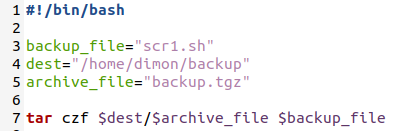 1 #!/bin/bash
2
3 backup_file="scr1.sh"
4 dest="/home/dimon/backup"
5 archive_file="backup.tgz"
6
7 tar czf $dest/$archive_file $backup_file